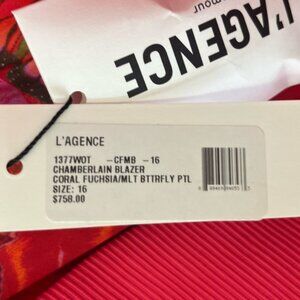 L'AGENCE
L'AGENCE
1377WOT -CFMB -16
CHAMBERLAIN BLAZER
CORAL FUCHSIA/MLT BTTRFLY PTL
SIZE: 16
$758.00